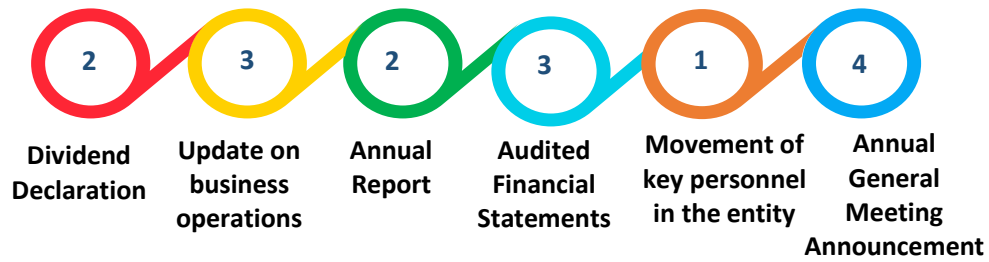 2
3
2
3
1
4
Dividend
Declaration
Update on
business
operations
Annual
Report
Audited
Financial
Statements
Movement of
key personnel
in the entity
Annual
General
Meeting
Announcement